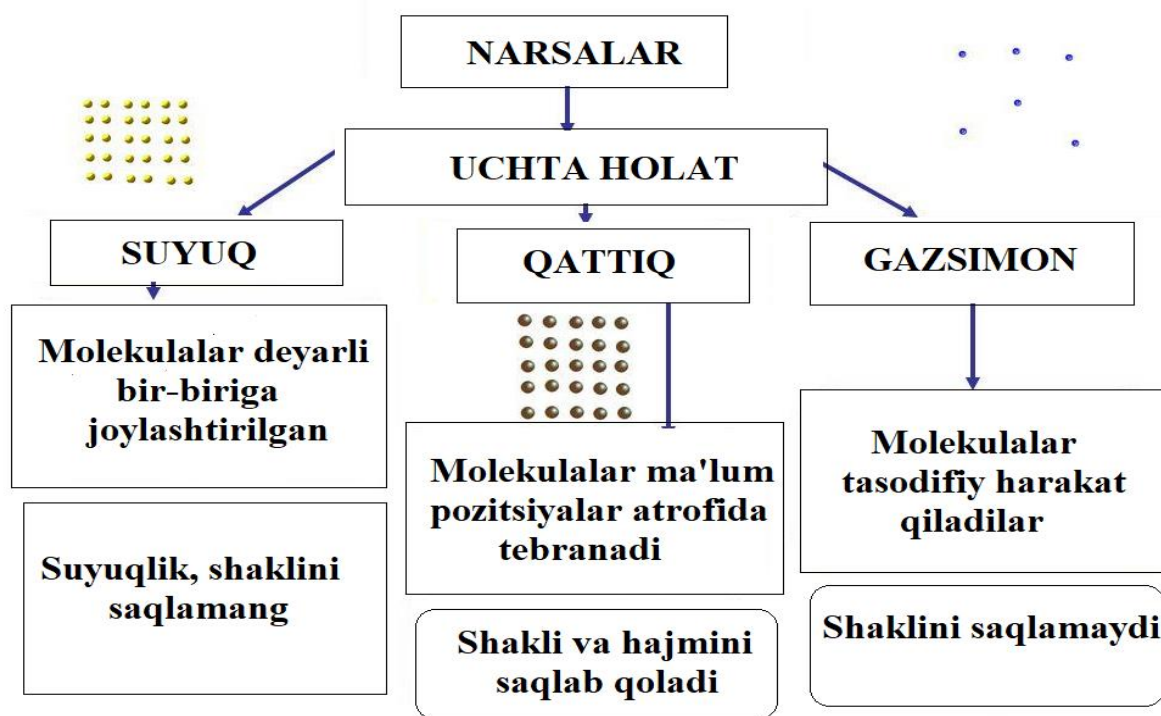 NARSALAR
UCHTA HOLAT
SUYUQ
QATTIQ
GAZSIMON
Molekulalar deyarli
bir-biriga
joylashtirilgan
Suyuqlik, shaklini
saqlamang
Molekulalar ma'lum
pozitsiyalar atrofida
tebranadi
Shakli va hajmini
saqlab qoladi
Molekulalar
tasodifiy harakat
qiladilar
Shaklini saqlamaydi